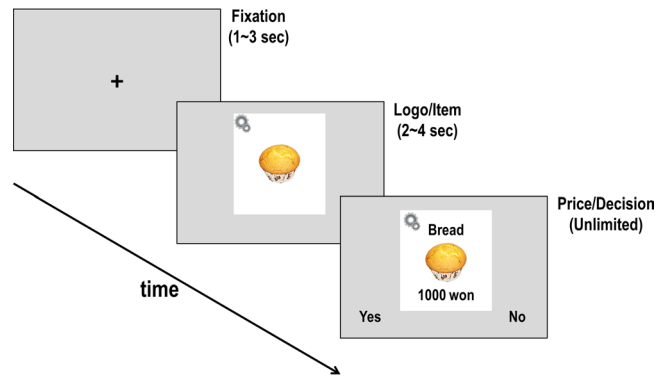 Fixation
(1~3 sec)
+
Logo/Item
(2~4 sec)
Price/Decision
(Unlimited)
Bread
1000 won
Yes No
time